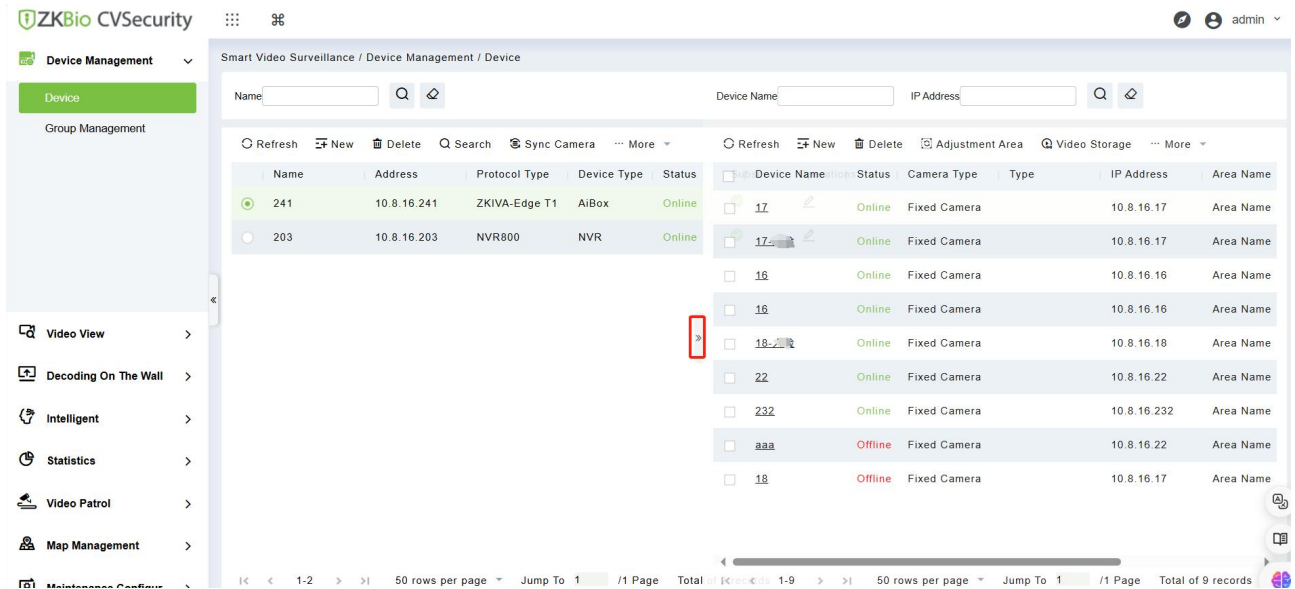 ZKBio CVSecurity
admin
Device Management
Smart Video Surveillance / Device Management / Device
Device
Group Management
Name
Device Name IP Address
Refresh New Delete Search Sync Camera ··· More
Refresh New Delete Adjustment Area Video Storage ··· More
Name Address Protocol Type Device Type Status
241 10.8.16.241 ZKIVA-Edge T1 AiBox Online
203 10.8.16.203 NVR800 NVR Online
Device Name Status Camera Type Type IP Address Area Name
17 Online Fixed Camera 10.8.16.17 Area Name
17- Online Fixed Camera 10.8.16.17 Area Name
16 Online Fixed Camera 10.8.16.16 Area Name
16 Online Fixed Camera 10.8.16.16 Area Name
18- Online Fixed Camera 10.8.16.18 Area Name
22 Online Fixed Camera 10.8.16.22 Area Name
232 Online Fixed Camera 10.8.16.232 Area Name
aaa Offline Fixed Camera 10.8.16.22 Area Name
18 Offline Fixed Camera 10.8.16.17 Area Name
Video View
Decoding On The Wall
Intelligent
Statistics
Video Patrol
Map Management
Maintenance Configur
1-2 50 rows per page Jump To 1 /1 Page Total
1-9 50 rows per page Jump To 1 /1 Page Total of 9 records